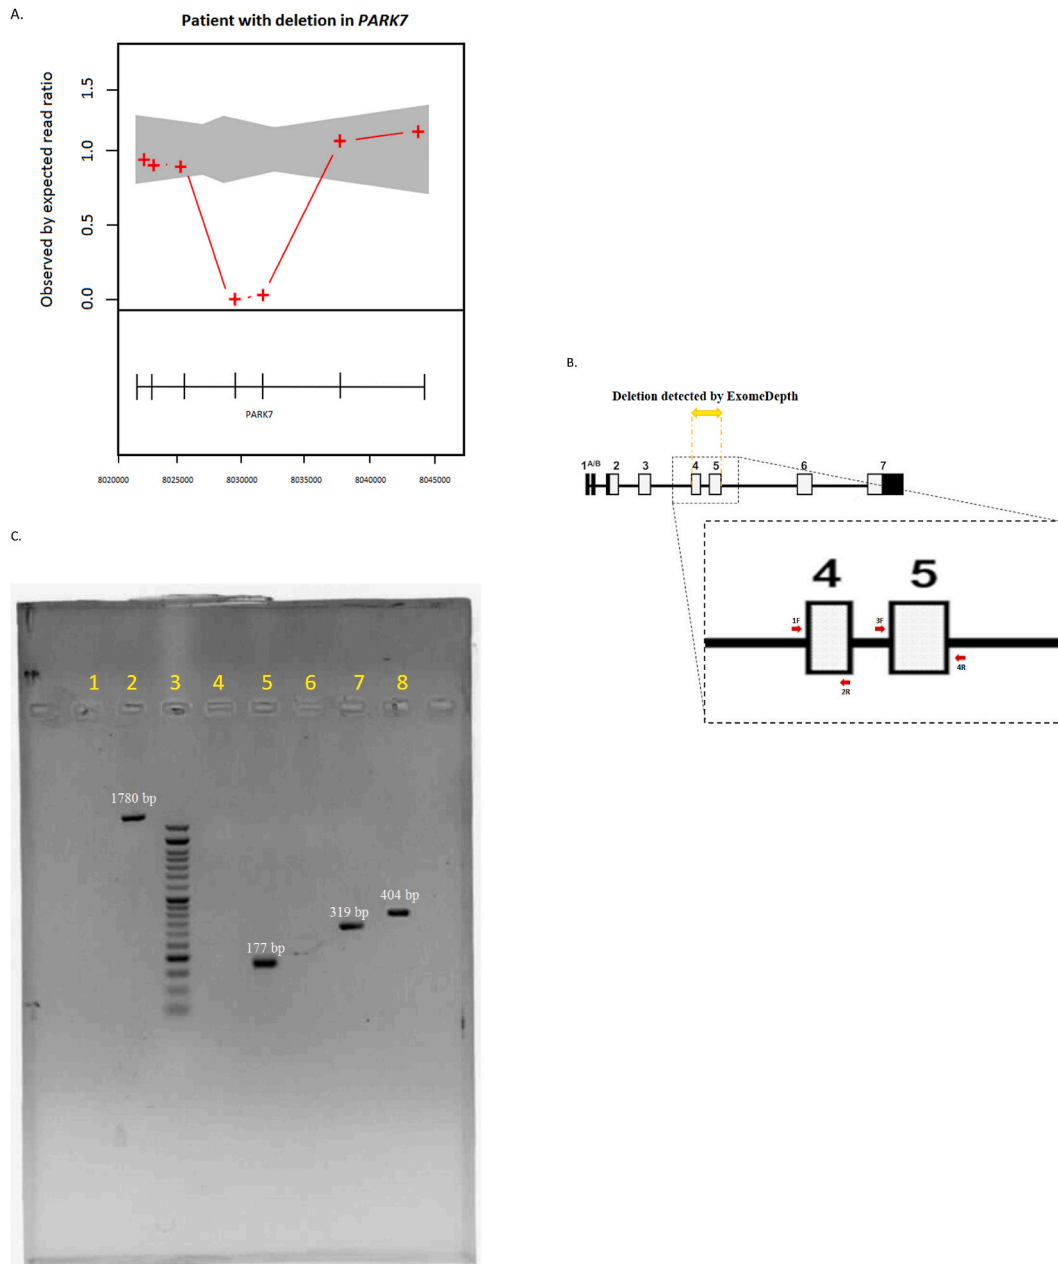 A.
Patient with deletion in PARK7
Observed by expected read ratio
1.5
1.0
0.5
0.0
PARK7
8020000 8025000 8030000 8035000 8040000 8045000
B.
Deletion detected by ExomeDepth
1 A/B 2 3 4 5 6 7
4 5
1F 3F
2R 4R
C.
1 2 3 4 5 6 7 8
1780 bp
404 bp
319 bp
177 bp